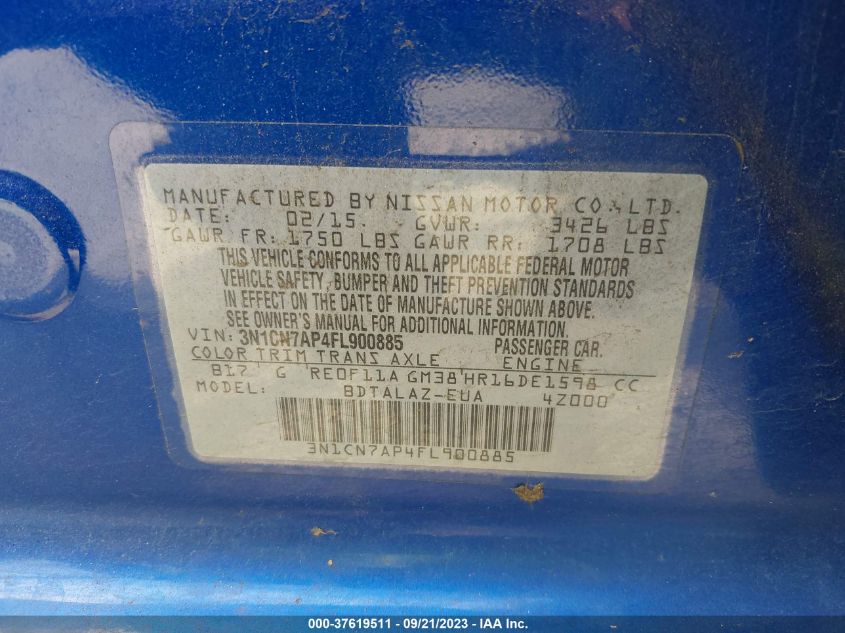 MANUFACTURED BY NISSAN MOTOR CO., LTD.
DATE: 02/15 GVWR: 3426 LBS
GAWR FR: 1750 LBS GAWR RR: 1708 LBS
THIS VEHICLE CONFORMS TO ALL APPLICABLE FEDERAL MOTOR
VEHICLE SAFETY, BUMPER AND THEFT PREVENTION STANDARDS
IN EFFECT ON THE DATE OF MANUFACTURE SHOWN ABOVE.
SEE OWNER'S MANUAL FOR ADDITIONAL INFORMATION.
VIN: 3N1CN7AP4FL900885 PASSENGER CAR.
COLOR TRIM TRANS AXLE ENGINE
B17 G RE0F11A GM38 HR16DE1598 CC
MODEL: BDTALAZ-EUA 4Z000
3N1CN7AP4FL900885
000-37619511 - 09/21/2023 - IAAI.COM